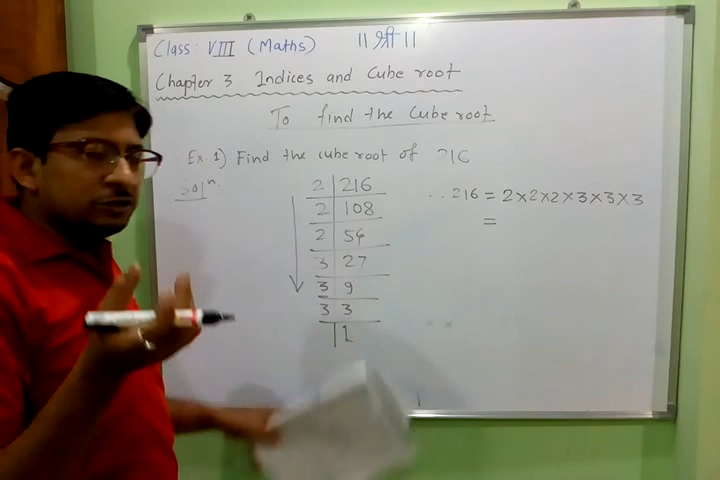 Class: VIII (Maths) || श्री ||
Chapter 3 Indices and Cube root
To find the Cube root
Ex. 1) Find the cube root of 216
Solⁿ
2 | 216
2 | 108
2 | 54
3 | 27
3 | 9
3 | 3
| 1
∴ 216 = 2×2×2×3×3×3
=